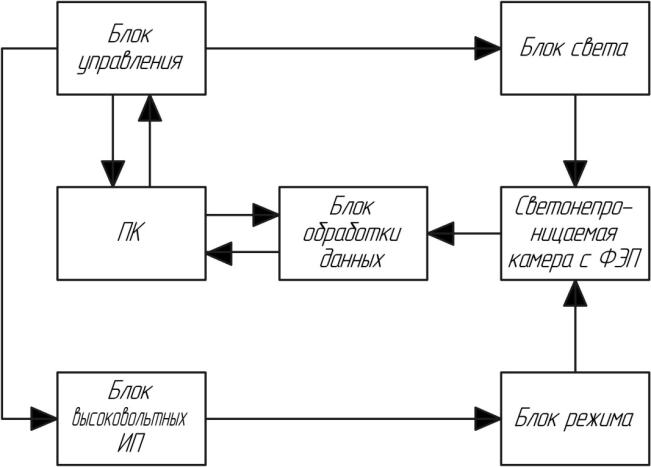 Блок
управления
Блок света
ПК
Блок
обработки
данных
Светонепро-
ницаемая
камера с ФЭП
Блок
высоковольтных
ИП
Блок режима